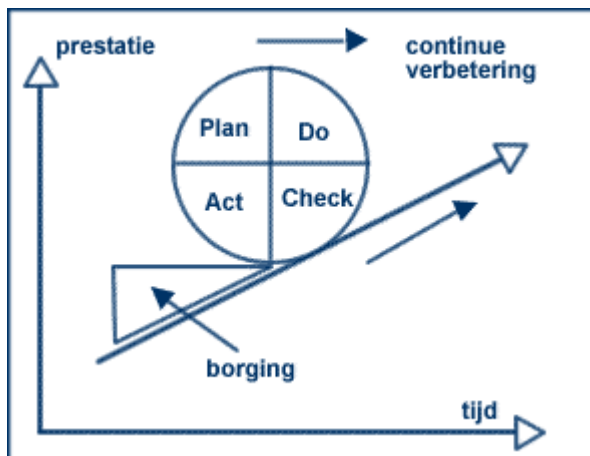 prestatie
continue
verbetering
Plan
Do
Act
Check
borging
tijd